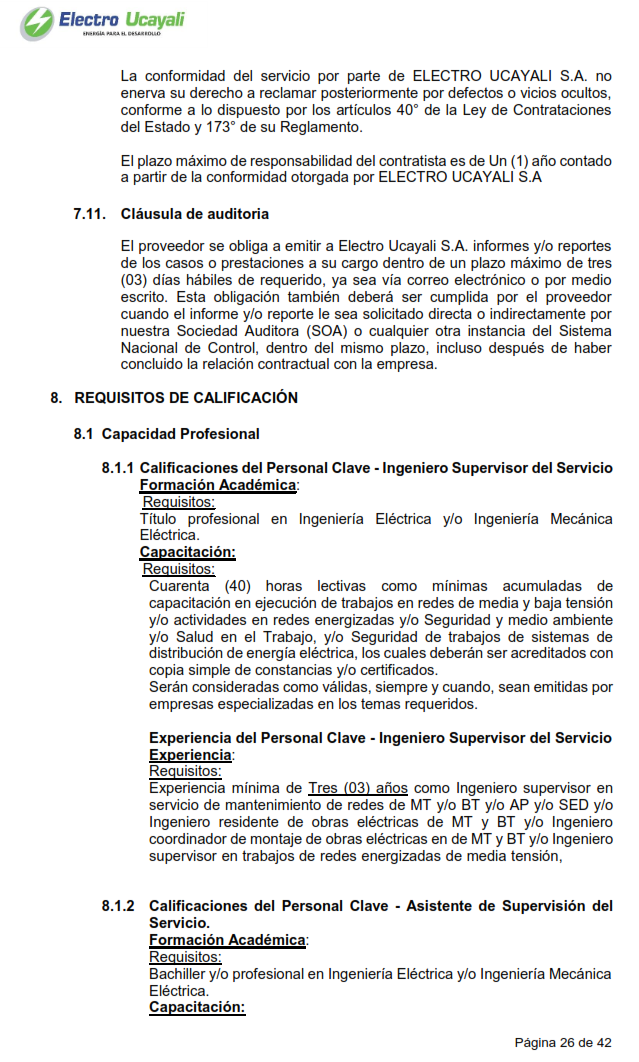 Electro Ucayali
ENERGÍA PARA EL DESARROLLO
La conformidad del servicio por parte de ELECTRO UCAYALI S.A. no
enerva su derecho a reclamar posteriormente por defectos o vicios ocultos,
conforme a lo dispuesto por los artículos 40° de la Ley de Contrataciones
del Estado y 173° de su Reglamento.
El plazo máximo de responsabilidad del contratista es de Un (1) año contado
a partir de la conformidad otorgada por ELECTRO UCAYALI S.A
7.11. Cláusula de auditoria
El proveedor se obliga a emitir a Electro Ucayali S.A. informes y/o reportes
de los casos o prestaciones a su cargo dentro de un plazo máximo de tres
(03) días hábiles de requerido, ya sea vía correo electrónico o por medio
escrito. Esta obligación también deberá ser cumplida por el proveedor
cuando el informe y/o reporte le sea solicitado directa o indirectamente por
nuestra Sociedad Auditora (SOA) o cualquier otra instancia del Sistema
Nacional de Control, dentro del mismo plazo, incluso después de haber
concluido la relación contractual con la empresa.
8. REQUISITOS DE CALIFICACIÓN
8.1 Capacidad Profesional
8.1.1 Calificaciones del Personal Clave - Ingeniero Supervisor del Servicio
Formación Académica:
Requisitos:
Título profesional en Ingeniería Eléctrica y/o Ingeniería Mecánica
Eléctrica.
Capacitación:
Requisitos:
Cuarenta (40) horas lectivas como mínimas acumuladas de
capacitación en ejecución de trabajos en redes de media y baja tensión
y/o actividades en redes energizadas y/o Seguridad y medio ambiente
y/o Salud en el Trabajo, y/o Seguridad de trabajos de sistemas de
distribución de energía eléctrica, los cuales deberán ser acreditados con
copia simple de constancias y/o certificados.
Serán consideradas como válidas, siempre y cuando, sean emitidas por
empresas especializadas en los temas requeridos.
Experiencia del Personal Clave - Ingeniero Supervisor del Servicio
Experiencia:
Requisitos:
Experiencia mínima de Tres (03) años como Ingeniero supervisor en
servicio de mantenimiento de redes de MT y/o BT y/o AP y/o SED y/o
Ingeniero residente de obras eléctricas de MT y BT y/o Ingeniero
coordinador de montaje de obras eléctricas en de MT y BT y/o Ingeniero
supervisor en trabajos de redes energizadas de media tensión,
8.1.2 Calificaciones del Personal Clave - Asistente de Supervisión del
Servicio.
Formación Académica:
Requisitos:
Bachiller y/o profesional en Ingeniería Eléctrica y/o Ingeniería Mecánica
Eléctrica.
Capacitación:
Página 26 de 42